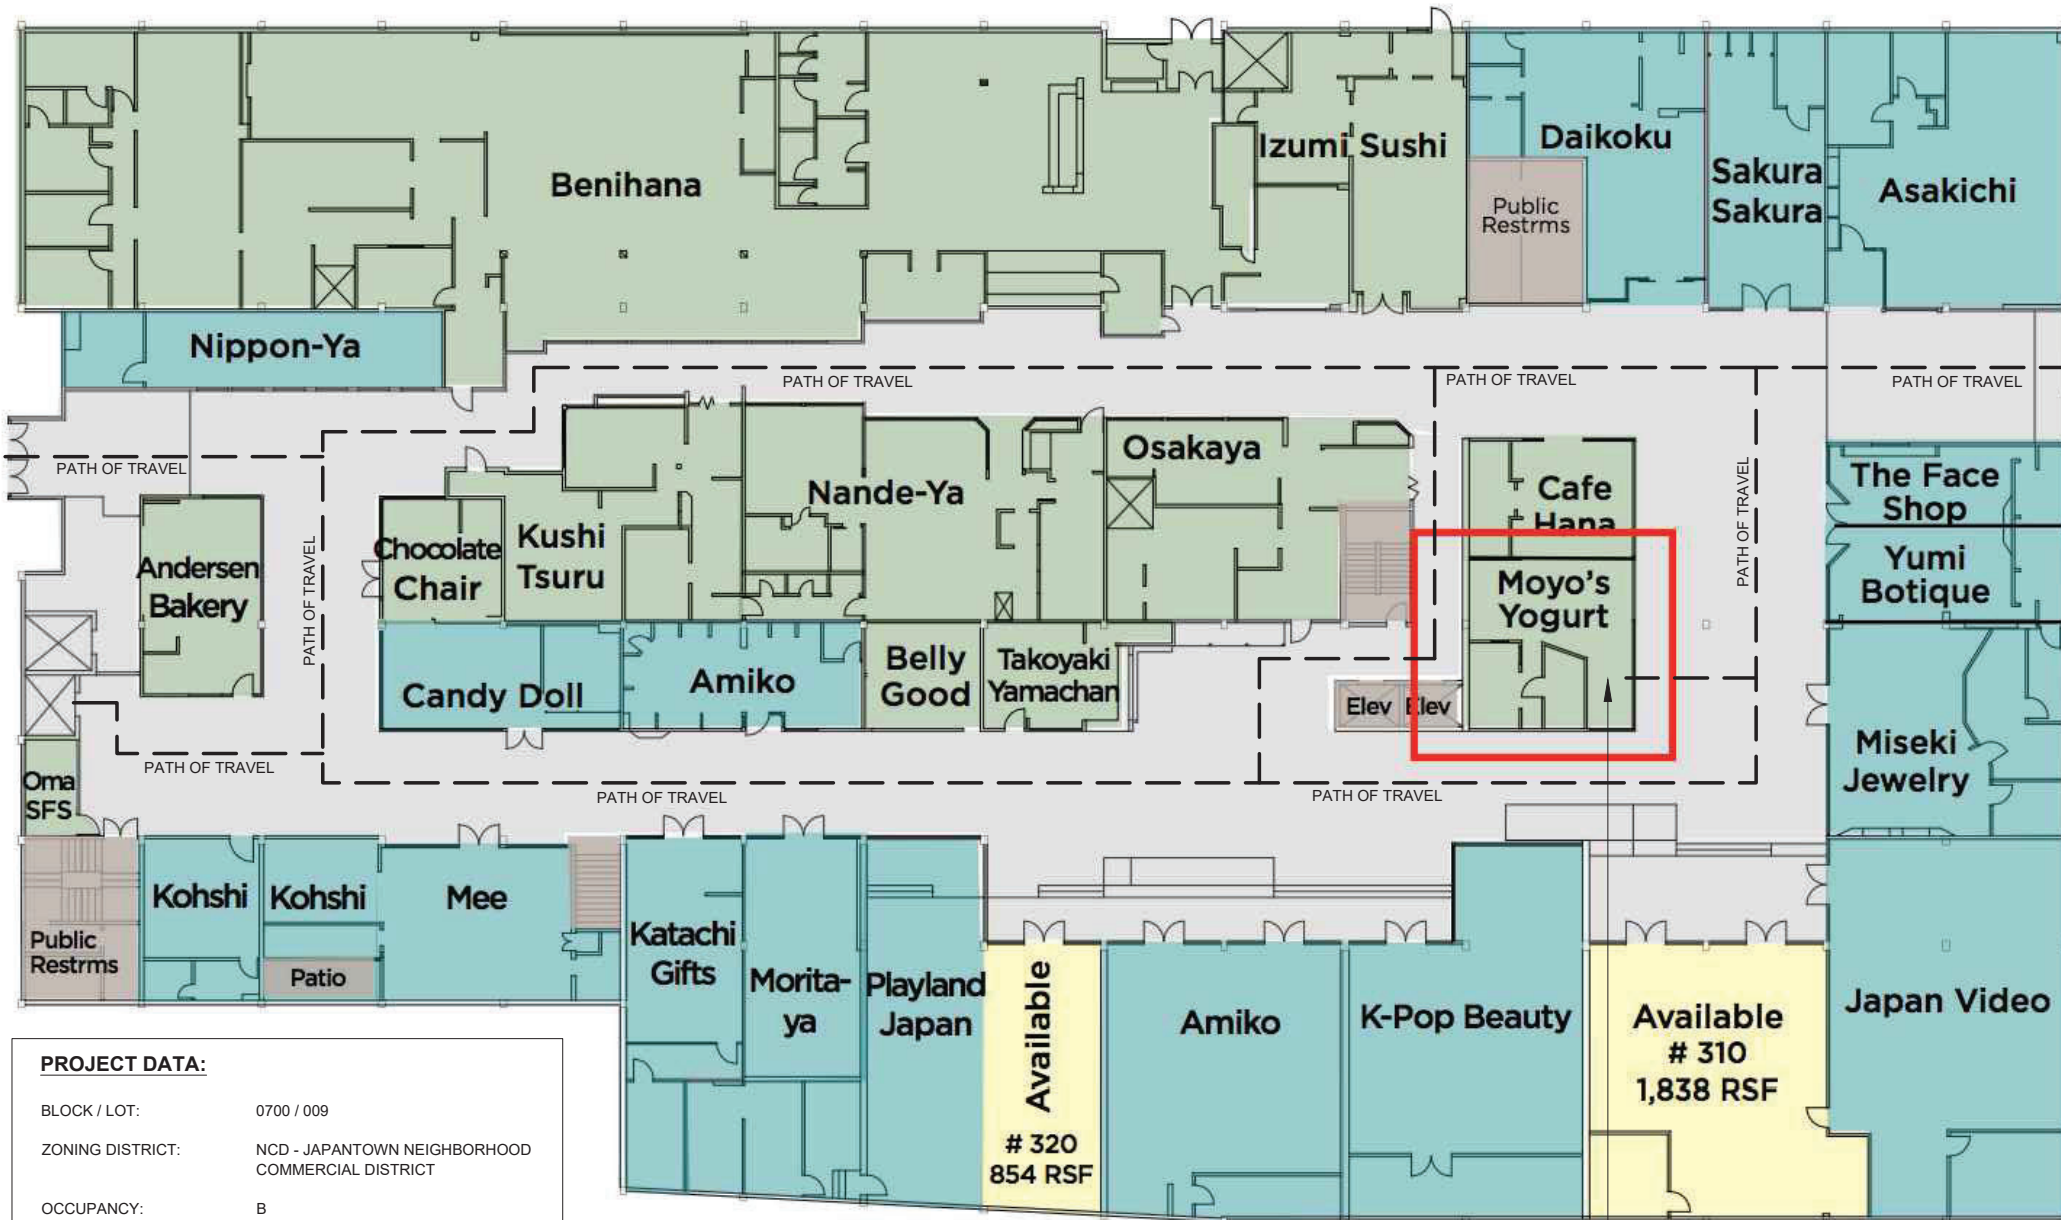 Benihana
Izumi Sushi
Daikoku
Public
Restrms
Sakura
Sakura
Asakichi
Nippon-Ya
PATH OF TRAVEL
PATH OF TRAVEL
PATH OF TRAVEL
PATH OF TRAVEL
PATH OF TRAVEL
PATH OF TRAVEL
Andersen
Bakery
Chocolate
Chair
Kushi
Tsuru
Nande-Ya
Osakaya
Cafe
Hana
PATH OF TRAVEL
The Face
Shop
Yumi
Botique
Moyo's
Yogurt
Candy Doll
Amiko
Belly
Good
Takoyaki
Yamachan
Elev
Elev
Miseki
Jewelry
PATH OF TRAVEL
Oma
SFS
PATH OF TRAVEL
PATH OF TRAVEL
Public
Restrms
Kohshi
Kohshi
Patio
Mee
Katachi
Gifts
Morita-
ya
Playland
Japan
Available
# 320
854 RSF
Amiko
K-Pop Beauty
Available
# 310
1,838 RSF
Japan Video
PROJECT DATA:
BLOCK / LOT: 0700 / 009
ZONING DISTRICT: NCD - JAPANTOWN NEIGHBORHOOD
COMMERCIAL DISTRICT
OCCUPANCY: B